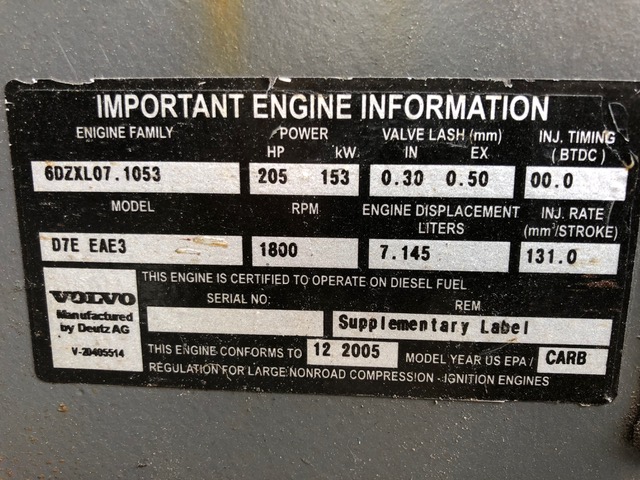 IMPORTANT ENGINE INFORMATION
ENIGINE FAMILY POWER VALVE LASH (mm) INJ. TIMING
HP kW IN EX (BTDC)
6DZXL07.1053 205 153 0.30 0.50 00.0
MODEL RPM ENGINE DISPLACEMENT INJ. RATE
LITERS (mm³/STROKE)
D7E EAE3 1800 7.145 131.0
THIS ENGINE IS CERTIFIED TO OPERATE ON DIESEL FUEL
SERIAL NO: REM.
Supplementary Label
VOLVO
Manufactured
by Deutz AG
V-20405514
THIS ENGINE CONFORMS TO 12 2005 MODEL YEAR US EPA / CARB
REGULATION FOR LARGE NONROAD COMPRESSION - IGNITION ENGINES